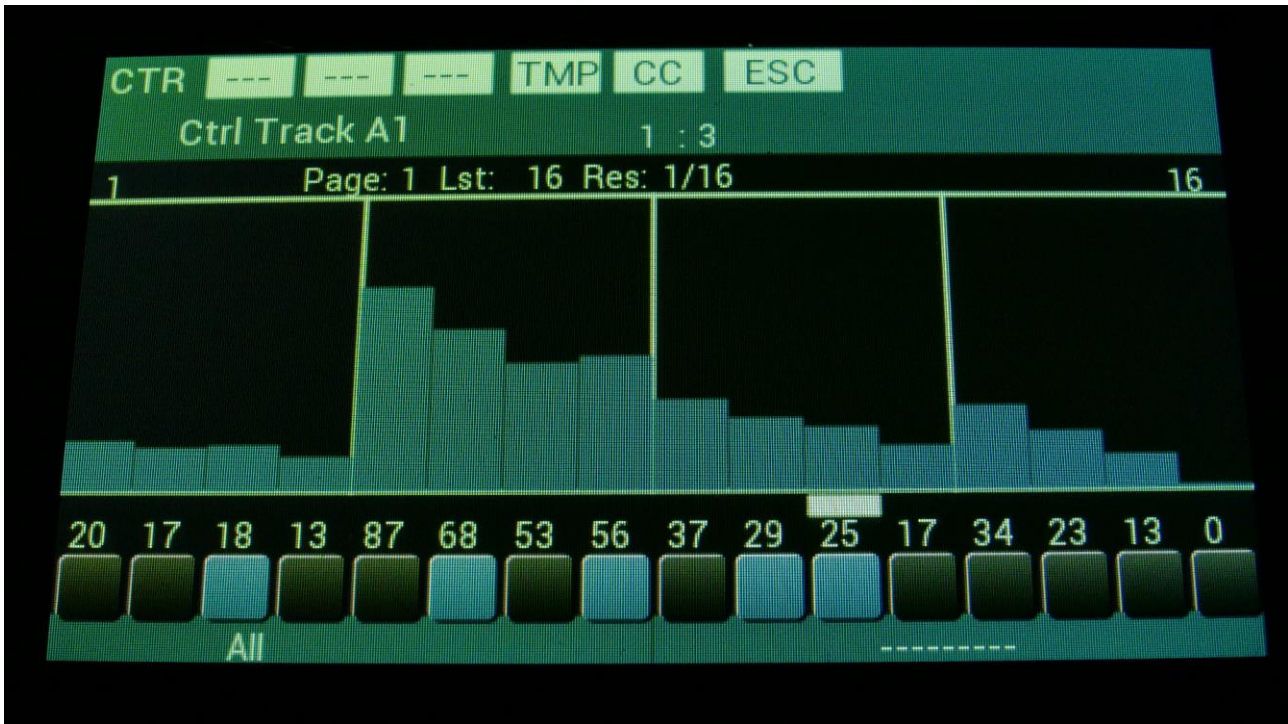 CTR --- --- --- TMP CC ESC
Ctrl Track A1 1 : 3
1 Page: 1 Lst: 16 Res: 1/16 16
20 17 18 13 87 68 53 56 37 29 25 17 34 23 13 0
All ---------